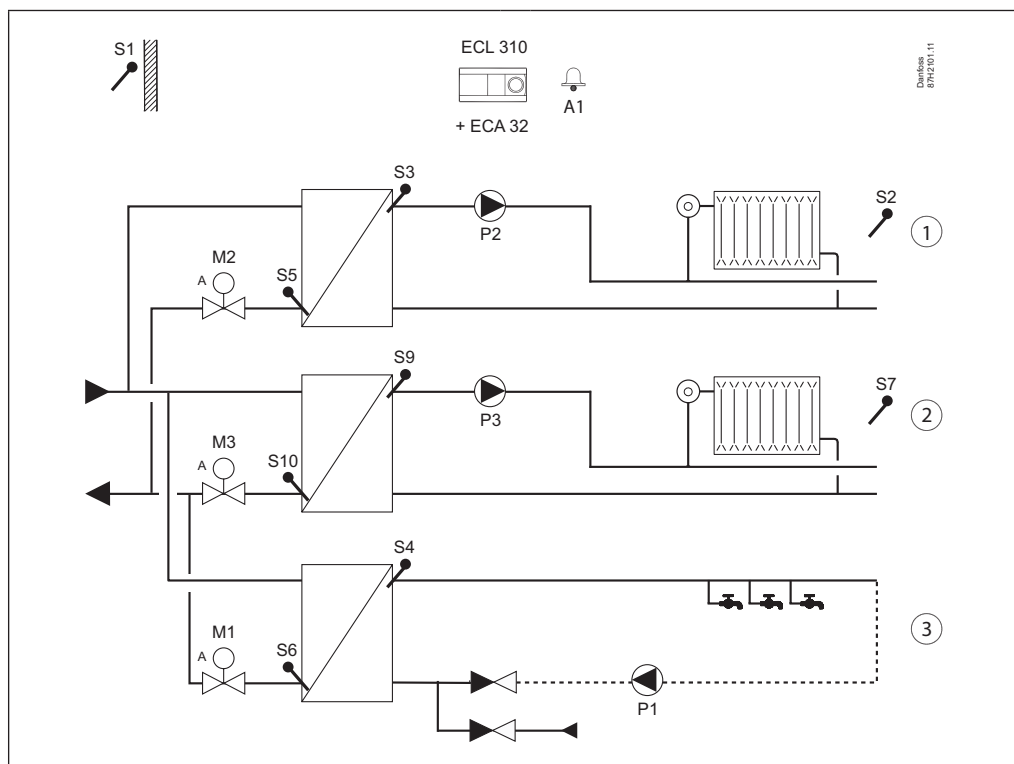 S1
ECL 310
+ ECA 32
A1
Danfoss
87H2101.11
S3
P2
S2
1
M2
A
S5
S9
P3
S7
2
M3
A
S10
S4
3
M1
A
S6
P1